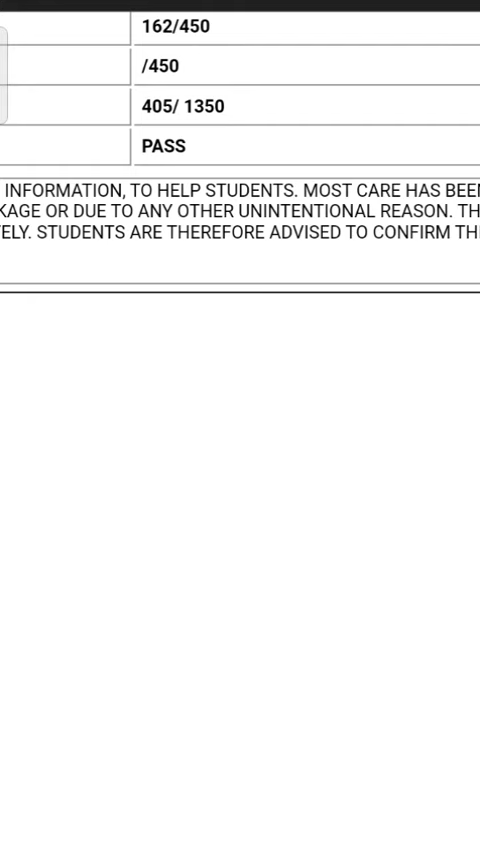 162/450
/450
405/ 1350
PASS
INFORMATION, TO HELP STUDENTS. MOST CARE HAS BEEN
KAGE OR DUE TO ANY OTHER UNINTENTIONAL REASON. TH
ELY. STUDENTS ARE THEREFORE ADVISED TO CONFIRM TH